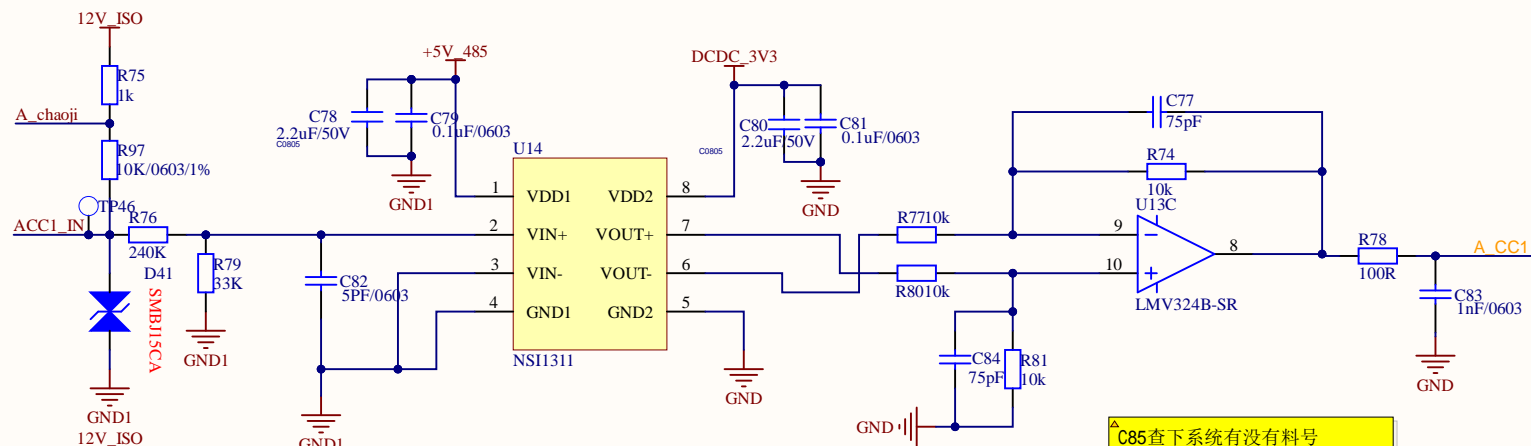 12V_ISO
R75
1k
A_chaoji
R97
10K/0603/1%
TP46
ACC1_IN
R76
240K
D41
SMBJ15CA
R79
33K
GND1
GND1
12V_ISO
+5V_485
C78
2.2uF/50V
C0805
C79
0.1uF/0603
GND1
C82
5PF/0603
GND1
U14
1 VDD1 VDD2 8
2 VIN+ VOUT+ 7
3 VIN- VOUT- 6
4 GND1 GND2 5
NSI1311
DCDC_3V3
C80
2.2uF/50V
C0805
C81
0.1uF/0603
GND
GND
R77 10k
R80 10k
C77
75pF
R74
10k
U13C
9
10
8
LMV324B-SR
C84
75pF
R81
10k
GND
R78
100R
A_CC1
C83
1nF/0603
GND
C85查下系统有没有料号